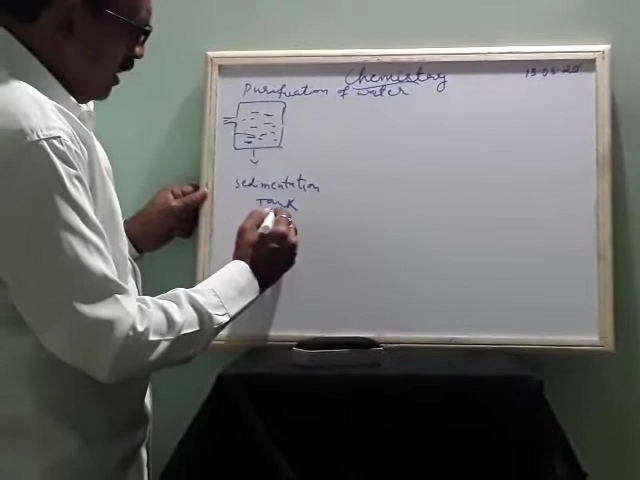 Chemistry
13-08-20
Purification of water
sedimentation
Tank